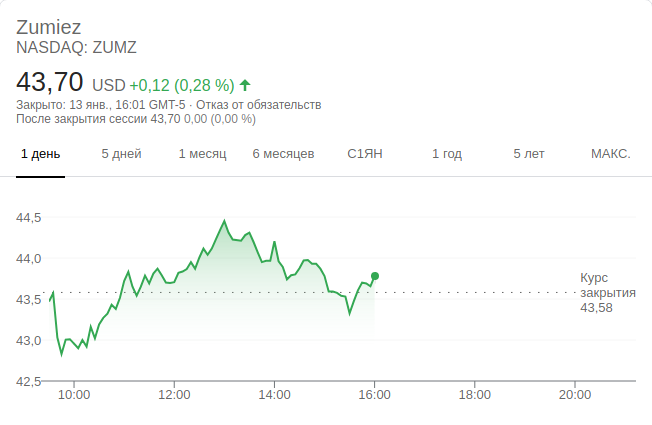 Zumiez
NASDAQ: ZUMZ
43,70 USD +0,12 (0,28 %)
Закрыто: 13 янв., 16:01 GMT-5 · Отказ от обязательств
После закрытия сессии 43,70 0,00 (0,00 %)
1 день 5 дней 1 месяц 6 месяцев С1ЯН 1 год 5 лет МАКС.
44,5
44,0
43,5
43,0
42,5
Курс
закрытия
43,58
10:00 12:00 14:00 16:00 18:00 20:00